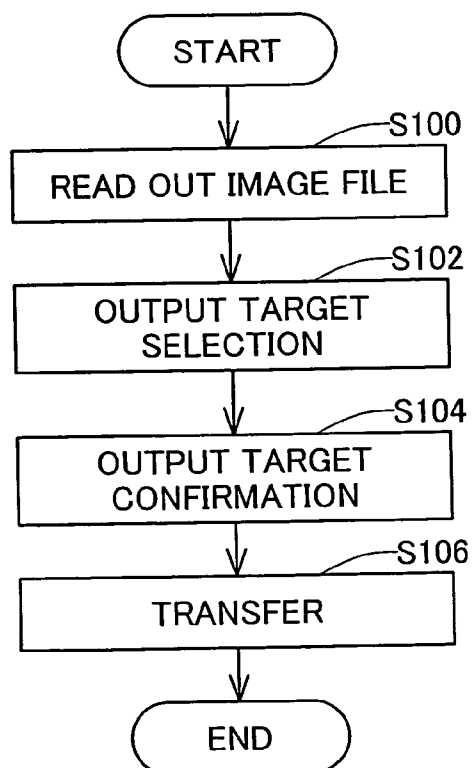 START
S100
READ OUT IMAGE FILE
S102
OUTPUT TARGET
SELECTION
S104
OUTPUT TARGET
CONFIRMATION
S106
TRANSFER
END